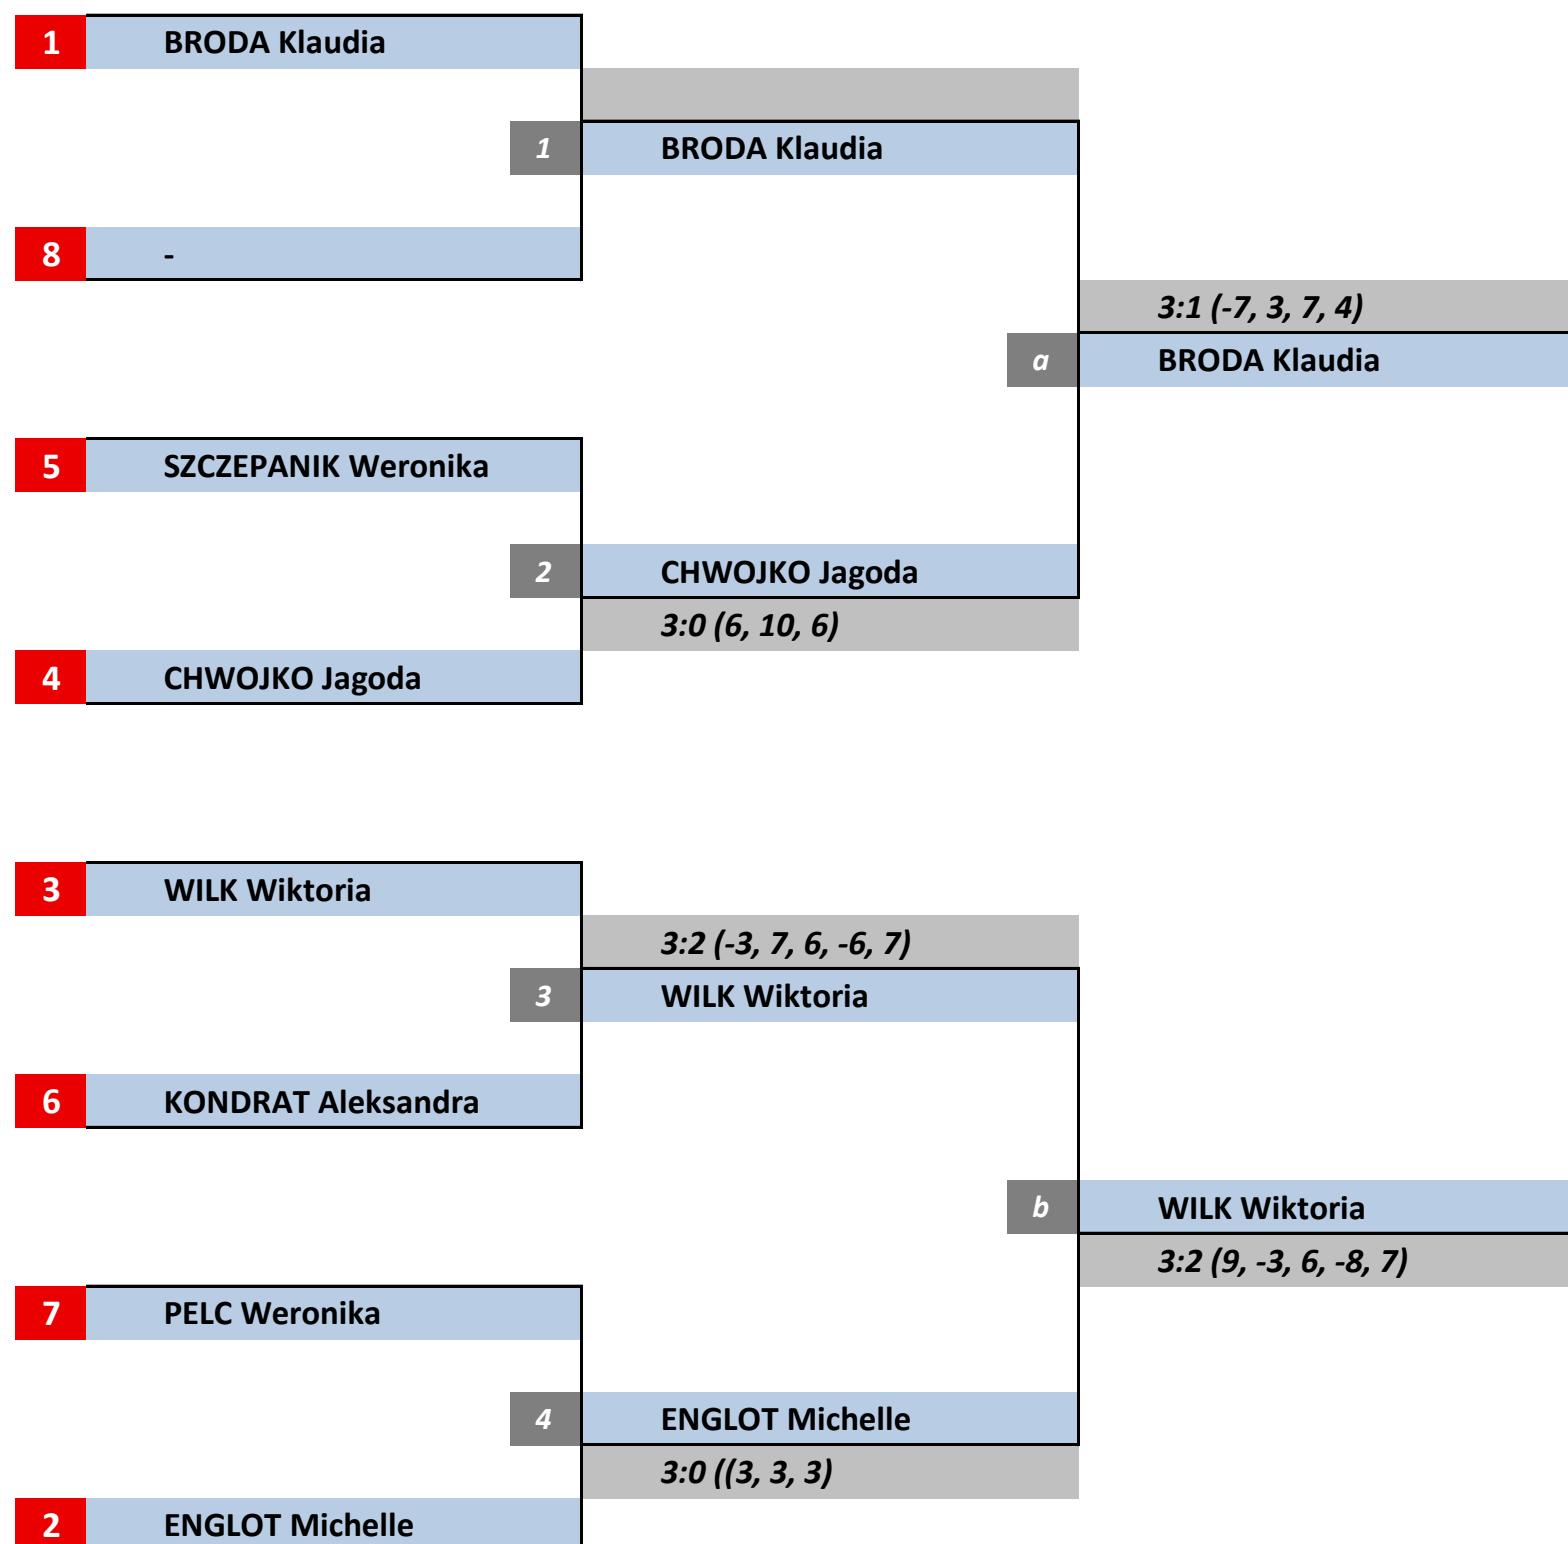 1 BRODA Klaudia
1 BRODA Klaudia
8 -
3:1 (-7, 3, 7, 4)
a BRODA Klaudia
5 SZCZEPANIK Weronika
2 CHWOJKO Jagoda
3:0 (6, 10, 6)
4 CHWOJKO Jagoda
3 WILK Wiktoria
3:2 (-3, 7, 6, -6, 7)
3 WILK Wiktoria
6 KONDRAT Aleksandra
b WILK Wiktoria
3:2 (9, -3, 6, -8, 7)
7 PELC Weronika
4 ENGLOT Michelle
3:0 ((3, 3, 3)
2 ENGLOT Michelle